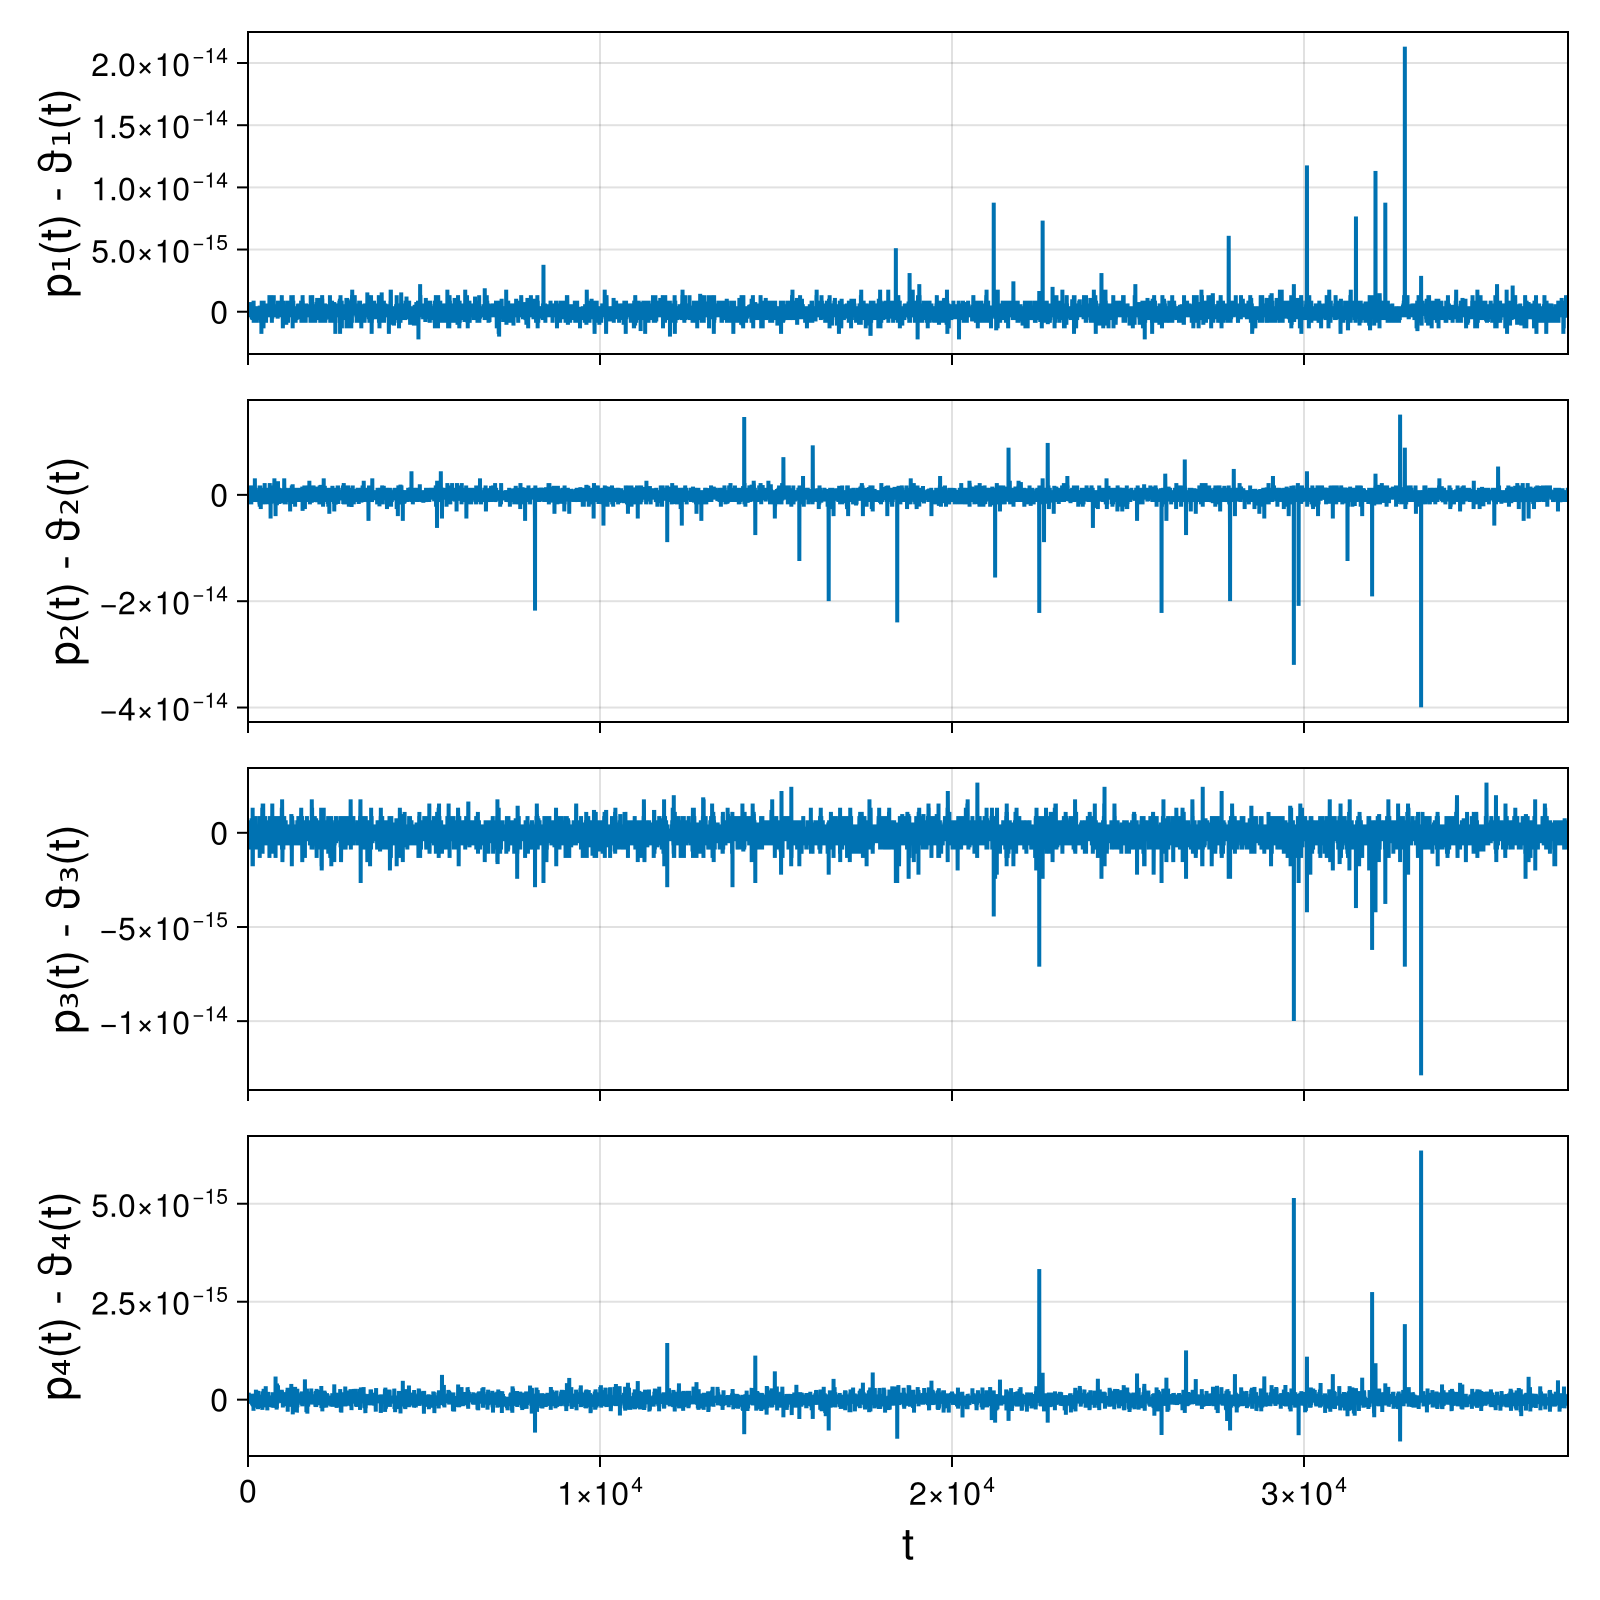 p₁(t) - ϑ₁(t)
2.0×10⁻¹⁴
1.5×10⁻¹⁴
1.0×10⁻¹⁴
5.0×10⁻¹⁵
0
p₂(t) - ϑ₂(t)
0
−2×10⁻¹⁴
−4×10⁻¹⁴
p₃(t) - ϑ₃(t)
0
−5×10⁻¹⁵
−1×10⁻¹⁴
p₄(t) - ϑ₄(t)
5.0×10⁻¹⁵
2.5×10⁻¹⁵
0
0 1×10⁴ 2×10⁴ 3×10⁴
t